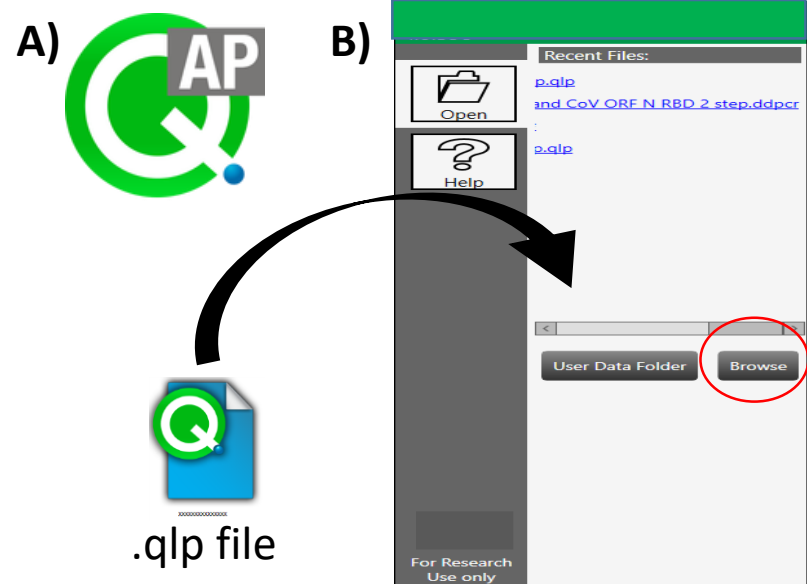 A)
AP
B)
Recent Files:
p.qlp
and CoV ORF N RBD 2 step.ddpcr
p.qlp
Open
Help
User Data Folder
Browse
xxxxxxxxxxxxxxx
.qlp file
For Research
Use only